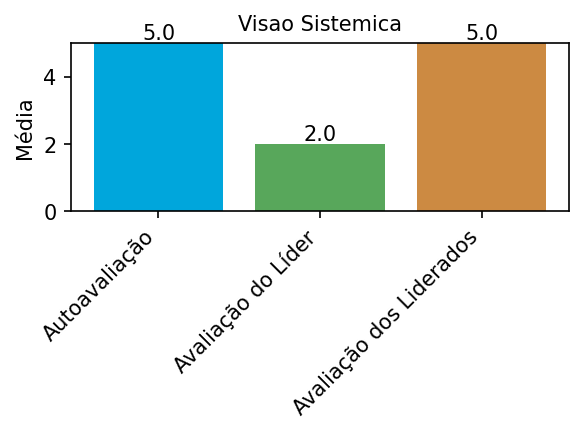 Visao Sistemica
5.0
2.0
5.0
Média
4
2
0
Autoavaliação
Avaliação do Líder
Avaliação dos Liderados